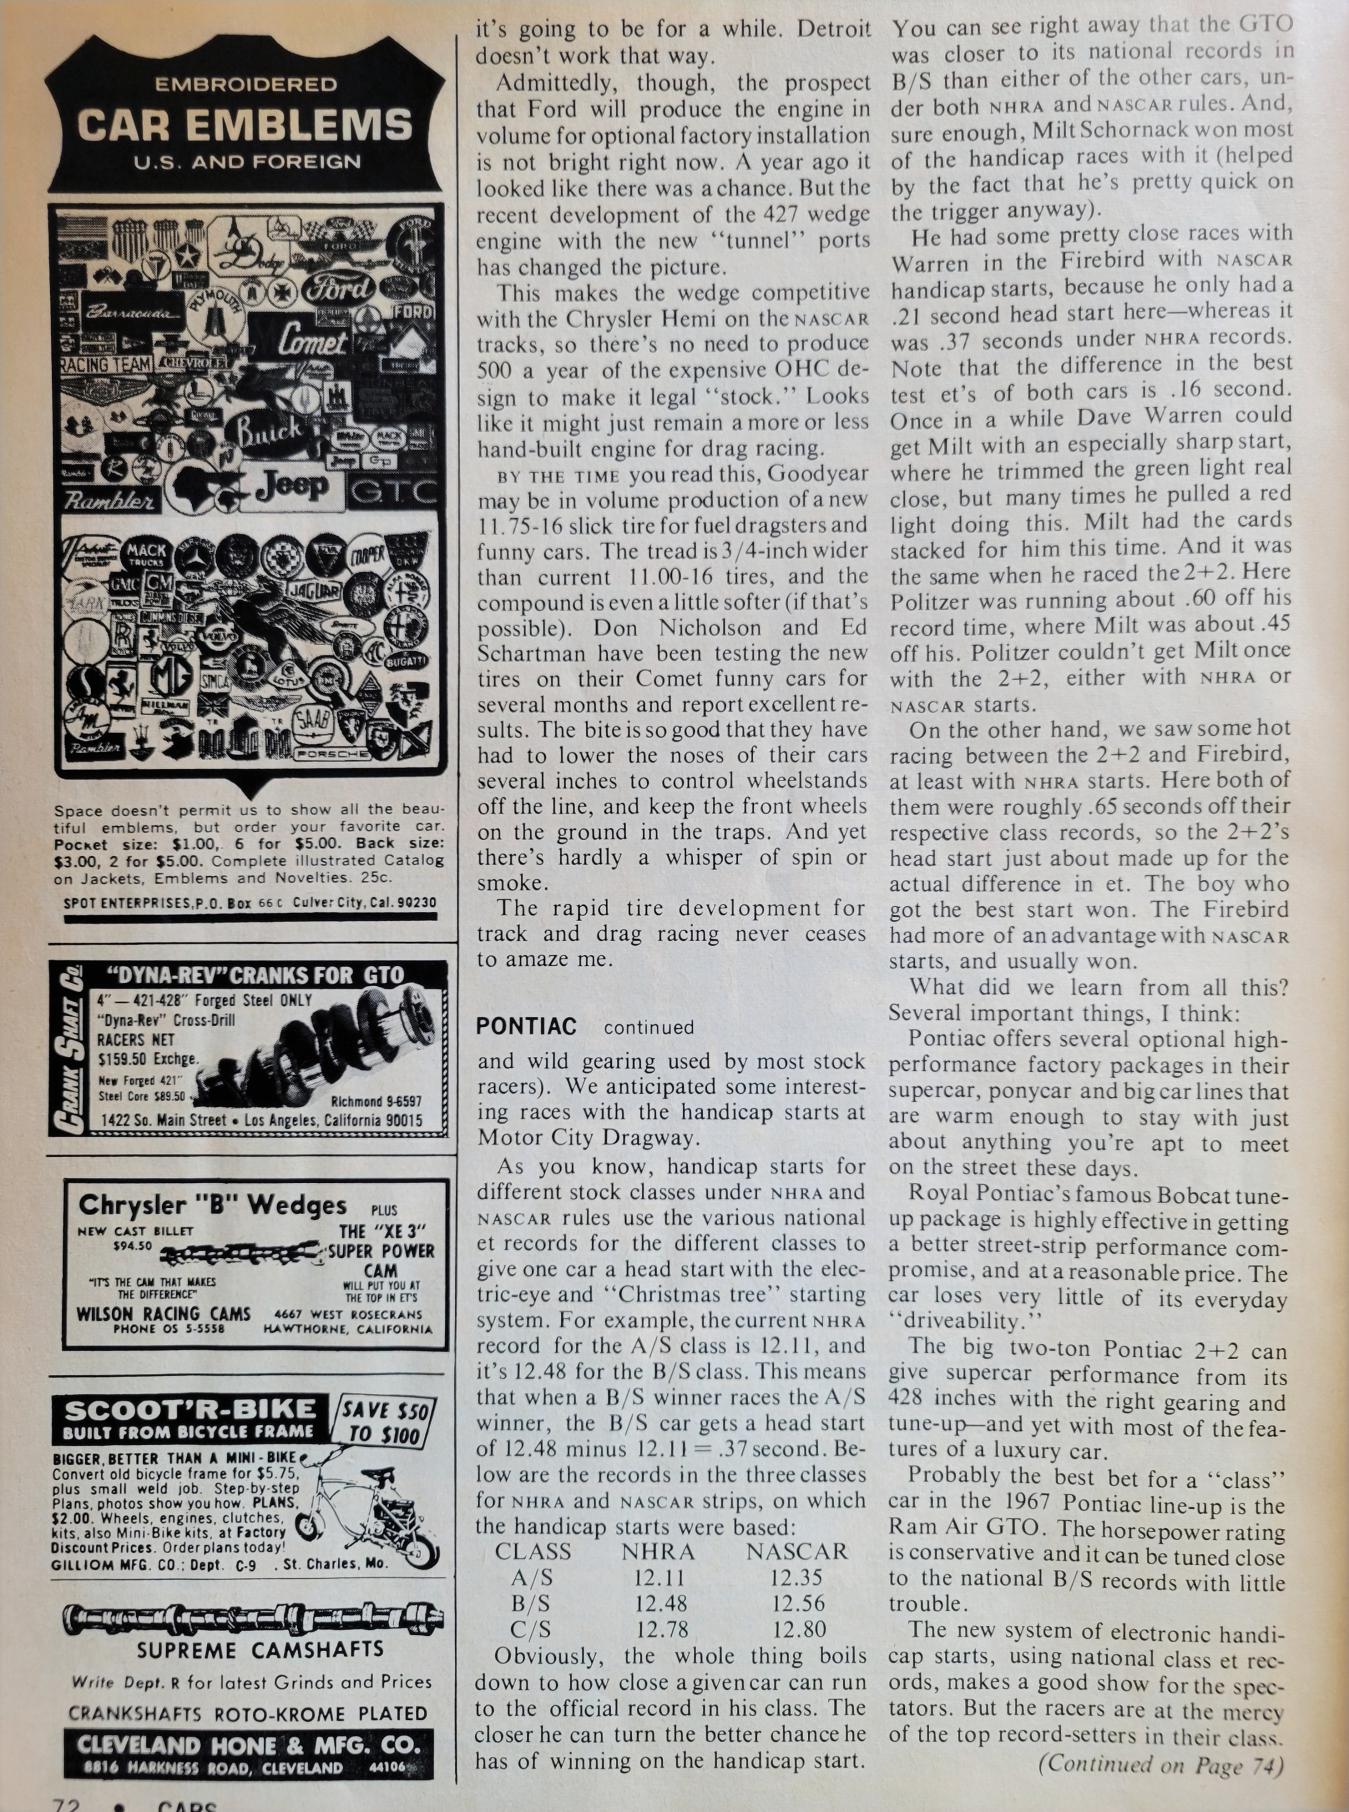 EMBROIDERED
CAR EMBLEMS
U.S. AND FOREIGN
Dodge
FORD
FORD
PLYMOUTH
Ford
Barracuda
FORD
Comet
RACING TEAM
CHEVROLET
Buick
MACK
Rambler
Jeep
GTO
MACK
TRUCKS
COOPER
GMC
GM
JAGUAR
VOLVO
BUGATTI
MG
SIMCA
LOTUS
HILLMAN
SAAB
Rambler
PORSCHE
Space doesn't permit us to show all the beau-
tiful emblems, but order your favorite car.
Pocket size: $1.00,. 6 for $5.00. Back size:
$3.00, 2 for $5.00. Complete illustrated Catalog
on Jackets, Emblems and Novelties. 25c.
SPOT ENTERPRISES,P.O. Box 66 C Culver City, Cal. 90230
CRANK SHAFT Co.
"DYNA-REV" CRANKS FOR GTO
4" — 421-428" Forged Steel ONLY
"Dyna-Rev" Cross-Drill
RACERS NET
$159.50 Exchge.
New Forged 421"
Steel Core $89.50
Richmond 9-6597
1422 So. Main Street • Los Angeles, California 90015
Chrysler "B" Wedges PLUS
NEW CAST BILLET
$94.50
THE "XE 3"
SUPER POWER
CAM
"IT'S THE CAM THAT MAKES
THE DIFFERENCE"
WILL PUT YOU AT
THE TOP IN ET'S
WILSON RACING CAMS
PHONE OS 5-5558
4667 WEST ROSECRANS
HAWTHORNE, CALIFORNIA
SCOOT'R-BIKE
BUILT FROM BICYCLE FRAME
SAVE $50
TO $100
BIGGER, BETTER THAN A MINI-BIKE
Convert old bicycle frame for $5.75,
plus small weld job. Step-by-step
Plans, photos show you how. PLANS,
$2.00. Wheels, engines, clutches,
kits, also Mini-Bike kits, at Factory
Discount Prices. Order plans today!
GILLIOM MFG. CO.; Dept. C-9 . St. Charles, Mo.
SUPREME CAMSHAFTS
Write Dept. R for latest Grinds and Prices
CRANKSHAFTS ROTO-KROME PLATED
CLEVELAND HONE & MFG. CO.
8816 HARKNESS ROAD, CLEVELAND 44106
72 • CARS
it's going to be for a while. Detroit
doesn't work that way.
Admittedly, though, the prospect
that Ford will produce the engine in
volume for optional factory installation
is not bright right now. A year ago it
looked like there was a chance. But the
recent development of the 427 wedge
engine with the new "tunnel" ports
has changed the picture.
This makes the wedge competitive
with the Chrysler Hemi on the NASCAR
tracks, so there's no need to produce
500 a year of the expensive OHC de-
sign to make it legal "stock." Looks
like it might just remain a more or less
hand-built engine for drag racing.
BY THE TIME you read this, Goodyear
may be in volume production of a new
11.75-16 slick tire for fuel dragsters and
funny cars. The tread is 3/4-inch wider
than current 11.00-16 tires, and the
compound is even a little softer (if that's
possible). Don Nicholson and Ed
Schartman have been testing the new
tires on their Comet funny cars for
several months and report excellent re-
sults. The bite is so good that they have
had to lower the noses of their cars
several inches to control wheelstands
off the line, and keep the front wheels
on the ground in the traps. And yet
there's hardly a whisper of spin or
smoke.
The rapid tire development for
track and drag racing never ceases
to amaze me.
PONTIAC continued
and wild gearing used by most stock
racers). We anticipated some interest-
ing races with the handicap starts at
Motor City Dragway.
As you know, handicap starts for
different stock classes under NHRA and
NASCAR rules use the various national
et records for the different classes to
give one car a head start with the elec-
tric-eye and "Christmas tree" starting
system. For example, the current NHRA
record for the A/S class is 12.11, and
it's 12.48 for the B/S class. This means
that when a B/S winner races the A/S
winner, the B/S car gets a head start
of 12.48 minus 12.11 = .37 second. Be-
low are the records in the three classes
for NHRA and NASCAR strips, on which
the handicap starts were based:
CLASS NHRA NASCAR
A/S 12.11 12.35
B/S 12.48 12.56
C/S 12.78 12.80
Obviously, the whole thing boils
down to how close a given car can run
to the official record in his class. The
closer he can turn the better chance he
has of winning on the handicap start.
You can see right away that the GTO
was closer to its national records in
B/S than either of the other cars, un-
der both NHRA and NASCAR rules. And,
sure enough, Milt Schornack won most
of the handicap races with it (helped
by the fact that he's pretty quick on
the trigger anyway).
He had some pretty close races with
Warren in the Firebird with NASCAR
handicap starts, because he only had a
.21 second head start here—whereas it
was .37 seconds under NHRA records.
Note that the difference in the best
test et's of both cars is .16 second.
Once in a while Dave Warren could
get Milt with an especially sharp start,
where he trimmed the green light real
close, but many times he pulled a red
light doing this. Milt had the cards
stacked for him this time. And it was
the same when he raced the 2+2. Here
Politzer was running about .60 off his
record time, where Milt was about .45
off his. Politzer couldn't get Milt once
with the 2+2, either with NHRA or
NASCAR starts.
On the other hand, we saw some hot
racing between the 2+2 and Firebird,
at least with NHRA starts. Here both of
them were roughly .65 seconds off their
respective class records, so the 2+2's
head start just about made up for the
actual difference in et. The boy who
got the best start won. The Firebird
had more of an advantage with NASCAR
starts, and usually won.
What did we learn from all this?
Several important things, I think:
Pontiac offers several optional high-
performance factory packages in their
supercar, ponycar and big car lines that
are warm enough to stay with just
about anything you're apt to meet
on the street these days.
Royal Pontiac's famous Bobcat tune-
up package is highly effective in getting
a better street-strip performance com-
promise, and at a reasonable price. The
car loses very little of its everyday
"driveability."
The big two-ton Pontiac 2+2 can
give supercar performance from its
428 inches with the right gearing and
tune-up—and yet with most of the fea-
tures of a luxury car.
Probably the best bet for a "class"
car in the 1967 Pontiac line-up is the
Ram Air GTO. The horsepower rating
is conservative and it can be tuned close
to the national B/S records with little
trouble.
The new system of electronic handi-
cap starts, using national class et rec-
ords, makes a good show for the spec-
tators. But the racers are at the mercy
of the top record-setters in their class.
(Continued on Page 74)